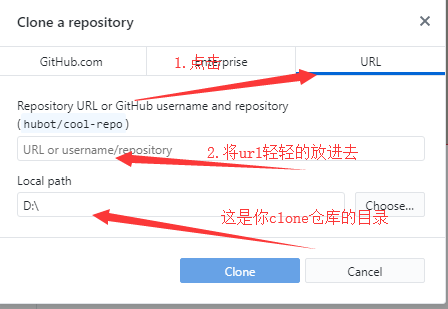 Clone a repository
GitHub.com Enterprise URL
1.点击
Repository URL or GitHub username and repository
(hubot/cool-repo)
URL or username/repository
2.将url轻轻的放进去
Local path
D:\ Choose...
这是你clone仓库的目录
Clone Cancel